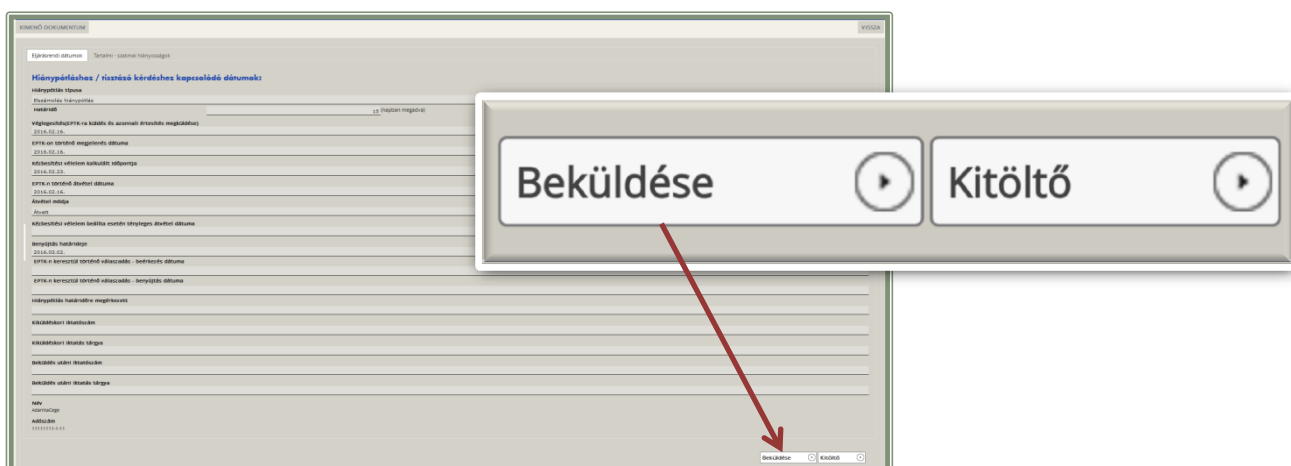 KIMENŐ DOKUMENTUM VISSZA
Eljárásrendi dátumok Tartalmi - szakmai hiányosságok
Hiánypótláshoz / tisztázó kérdéshez kapcsolódó dátumok:
Hiánypótlás típusa
Elszámolás hiánypótlás
Határidő 15 (napban megadva)
Véglegesítés(EPTK-ra küldés és azonnali értesítés megküldése)
2016.02.16.
EPTK-on történő megjelenés dátuma
2016.02.16.
Kézbesítési vélelem kalkulált időpontja
2016.02.23.
EPTK-n történő átvétel dátuma
2016.02.16.
Átvétel módja
Átvett
Kézbesítési vélelem beállta esetén tényleges átvétel dátuma
Benyújtás határideje
2016.03.02.
EPTK-n keresztül történő válaszadás - beérkezés dátuma
EPTK-n keresztül történő válaszadás - benyújtás dátuma
Hiánypótlás határidőre megérkezett
Kiküldéskori iktatószám
Kiküldéskori iktatás tárgya
Beküldés utáni iktatószám
Beküldés utáni iktatás tárgya
Név
Adószám
Beküldése Kitöltő
Beküldése Kitöltő